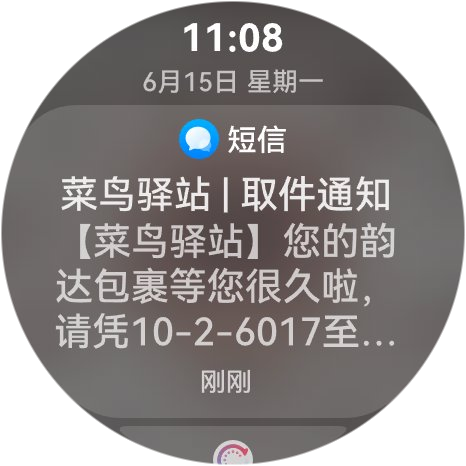 11:08
6月15日 星期一
短信
菜鸟驿站 | 取件通知
【菜鸟驿站】您的韵
达包裹等您很久啦，
请凭10-2-6017至...
刚刚